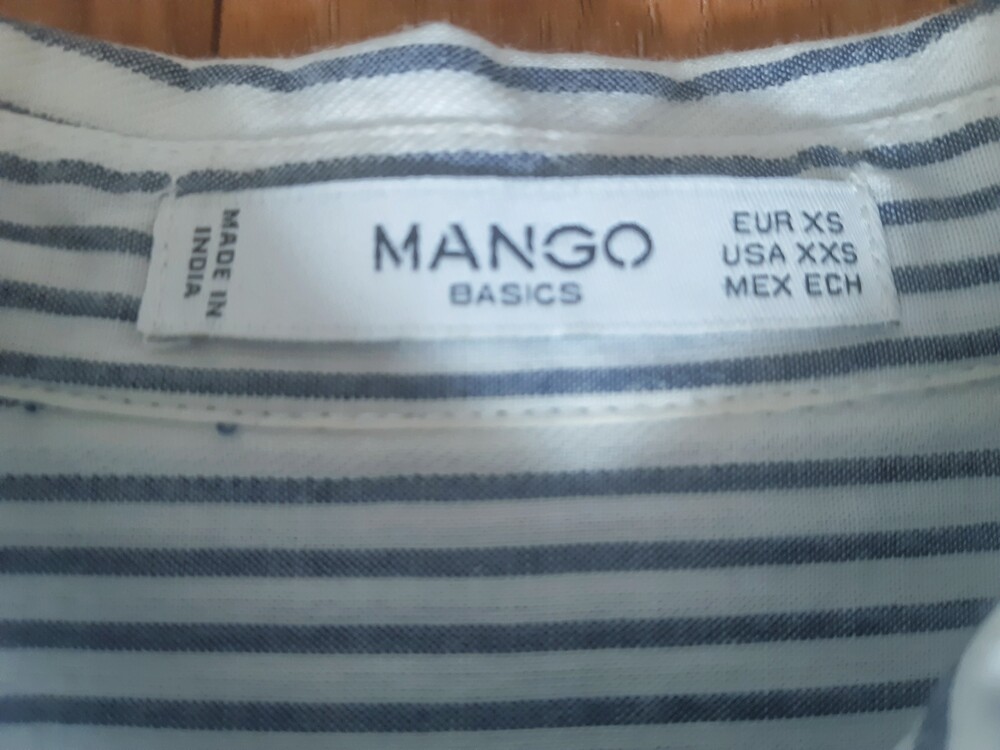 MADE IN
INDIA
MANGO
BASICS
EUR XS
USA XXS
MEX ECH